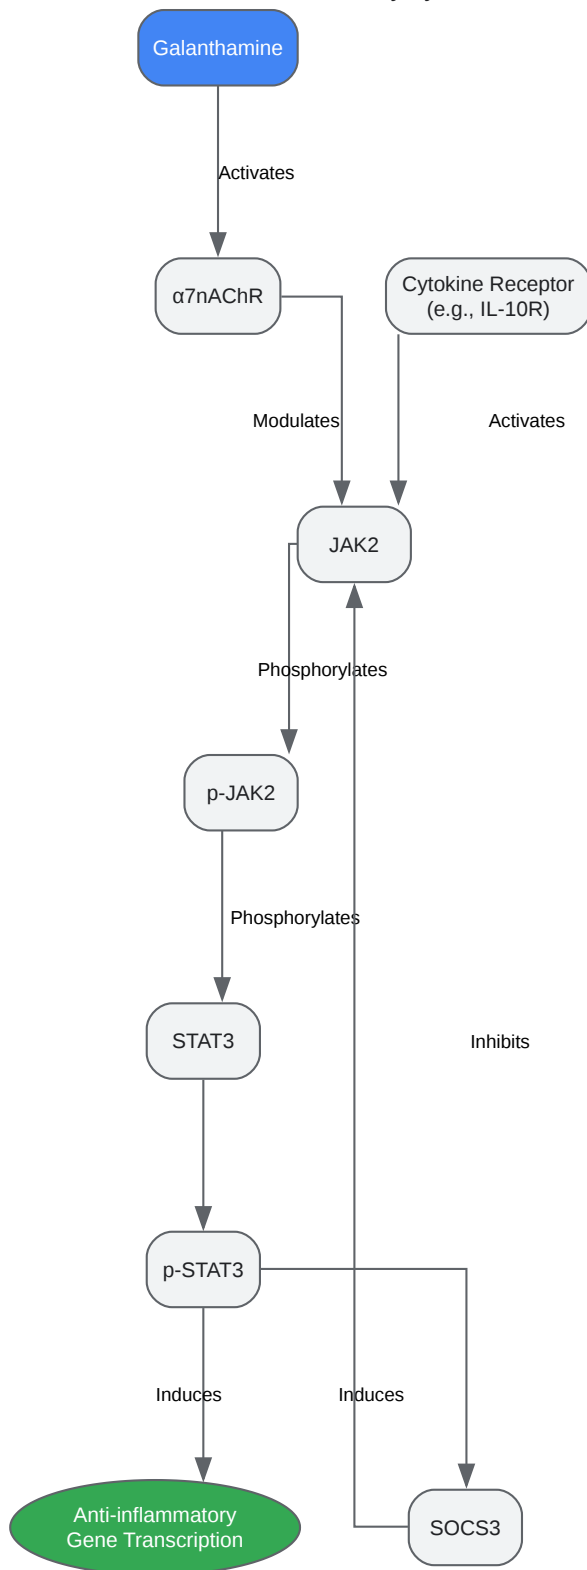 Galanthamine
Activates
α7nAChR
Cytokine Receptor
(e.g., IL-10R)
Modulates
Activates
JAK2
Phosphorylates
p-JAK2
Phosphorylates
STAT3
Inhibits
p-STAT3
Induces
Induces
Anti-inflammatory
Gene Transcription
SOCS3